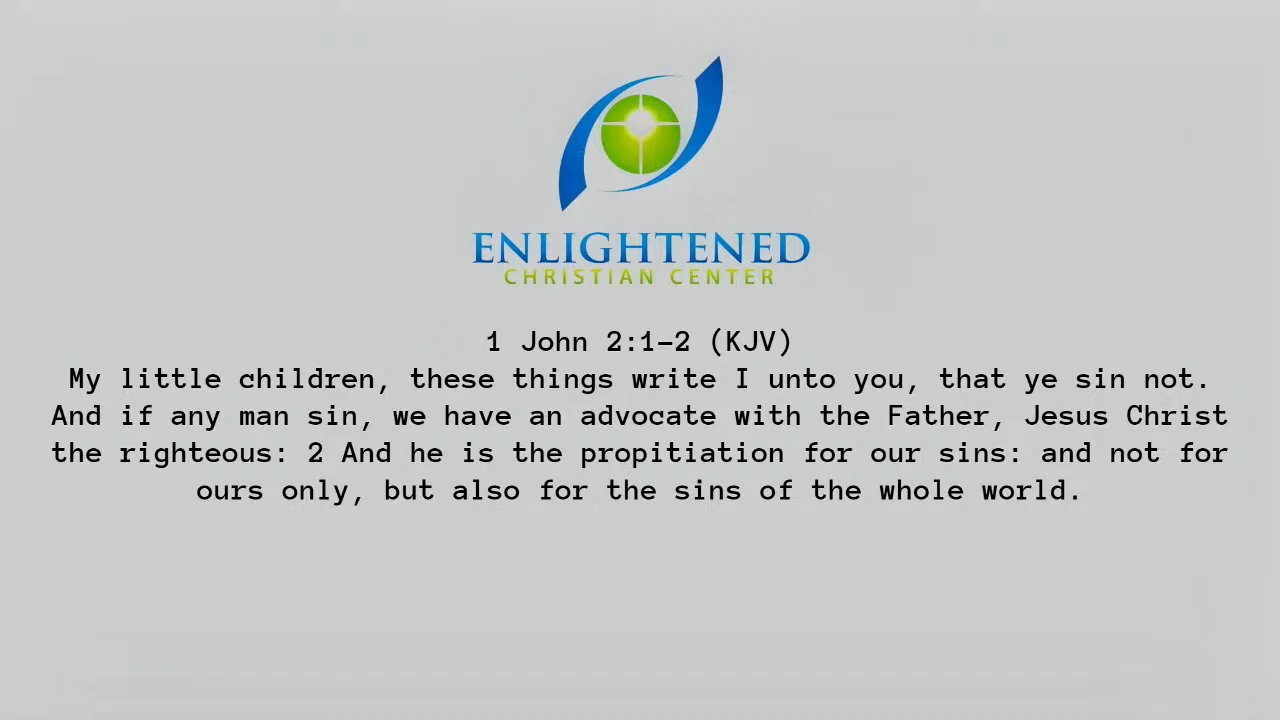 ENLIGHTENED
CHRISTIAN CENTER
1 John 2:1-2 (KJV)
My little children, these things write I unto you, that ye sin not.
And if any man sin, we have an advocate with the Father, Jesus Christ
the righteous: 2 And he is the propitiation for our sins: and not for
ours only, but also for the sins of the whole world.